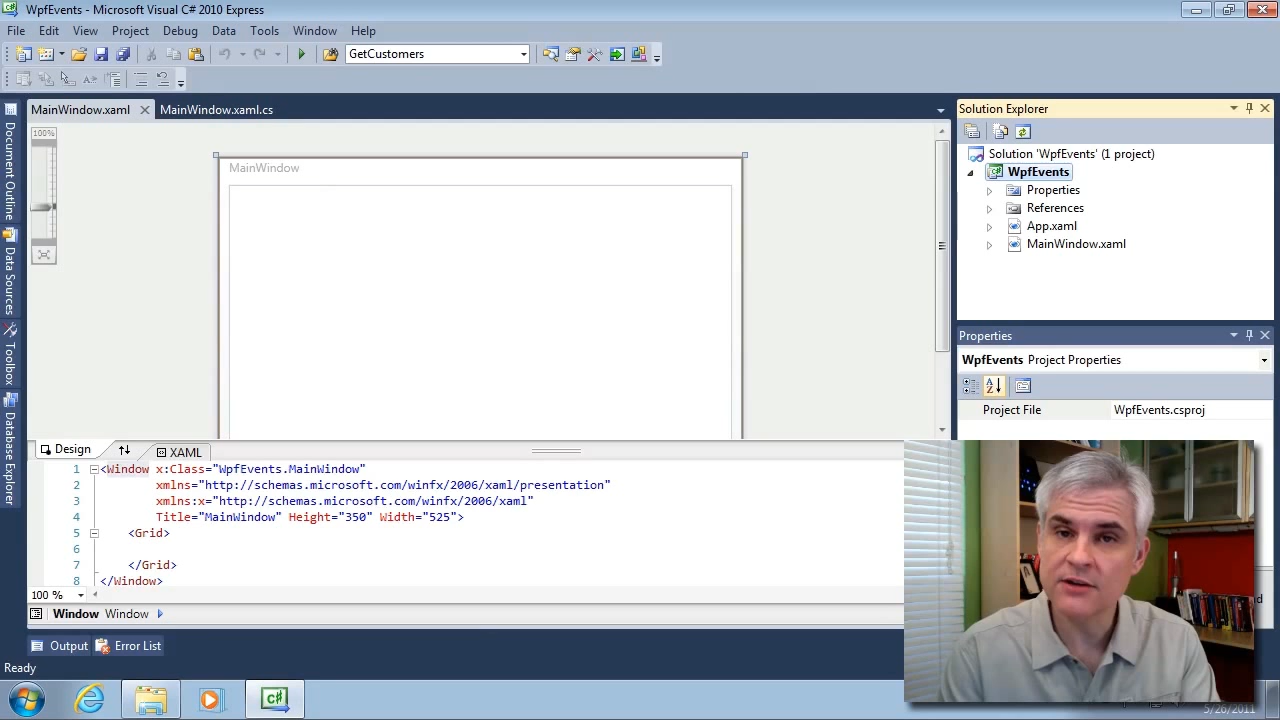 WpfEvents - Microsoft Visual C# 2010 Express
File Edit View Project Debug Data Tools Window Help
GetCustomers
MainWindow.xaml MainWindow.xaml.cs
Solution Explorer
100%
MainWindow
Solution 'WpfEvents' (1 project)
WpfEvents
Properties
References
App.xaml
MainWindow.xaml
Document Outline
Data Sources
Toolbox
Database Explorer
Properties
WpfEvents Project Properties
Project File WpfEvents.csproj
Design XAML
1 <Window x:Class="WpfEvents.MainWindow"
2 xmlns="http://schemas.microsoft.com/winfx/2006/xaml/presentation"
3 xmlns:x="http://schemas.microsoft.com/winfx/2006/xaml"
4 Title="MainWindow" Height="350" Width="525">
5 <Grid>
6
7 </Grid>
8 </Window>
100 %
Window Window
Output Error List
Ready
5/26/2011